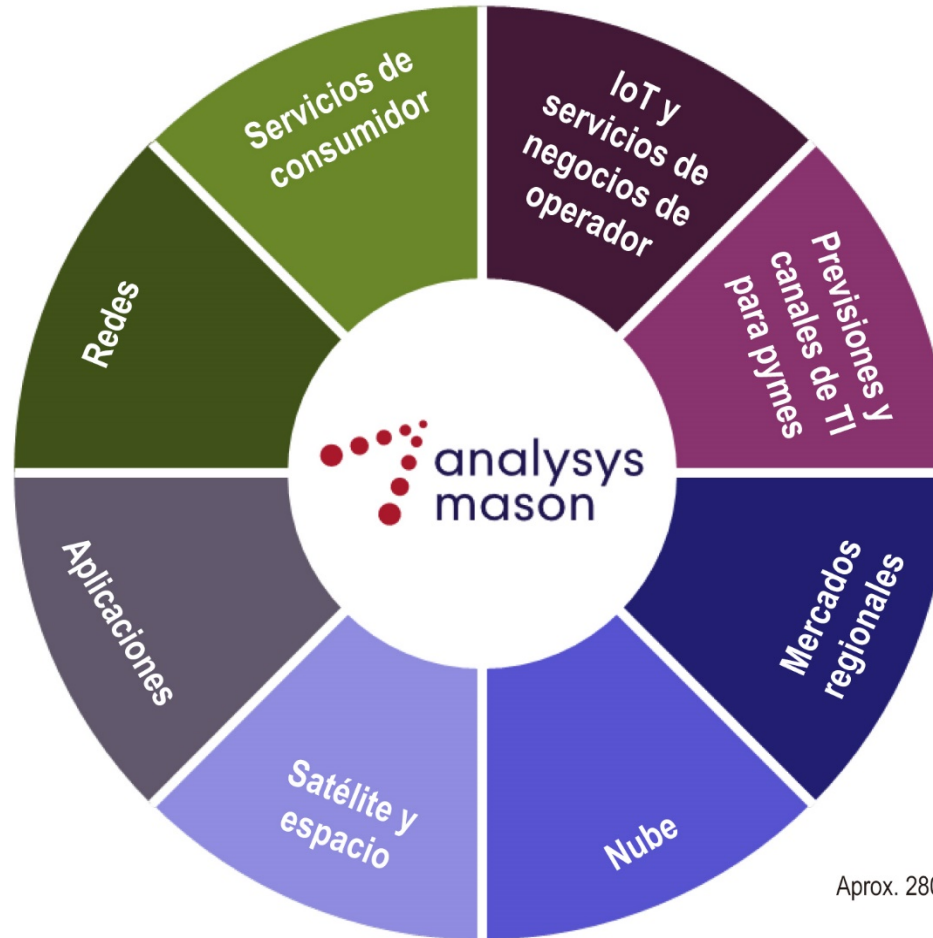 Servicios de
consumidor
IoT y
servicios de
negocios de
operador
Previsiones y
canales de TI
para pymes
Mercados
regionales
Nube
Satélite y
espacio
Aplicaciones
Redes
analysys
mason
Aprox. 280